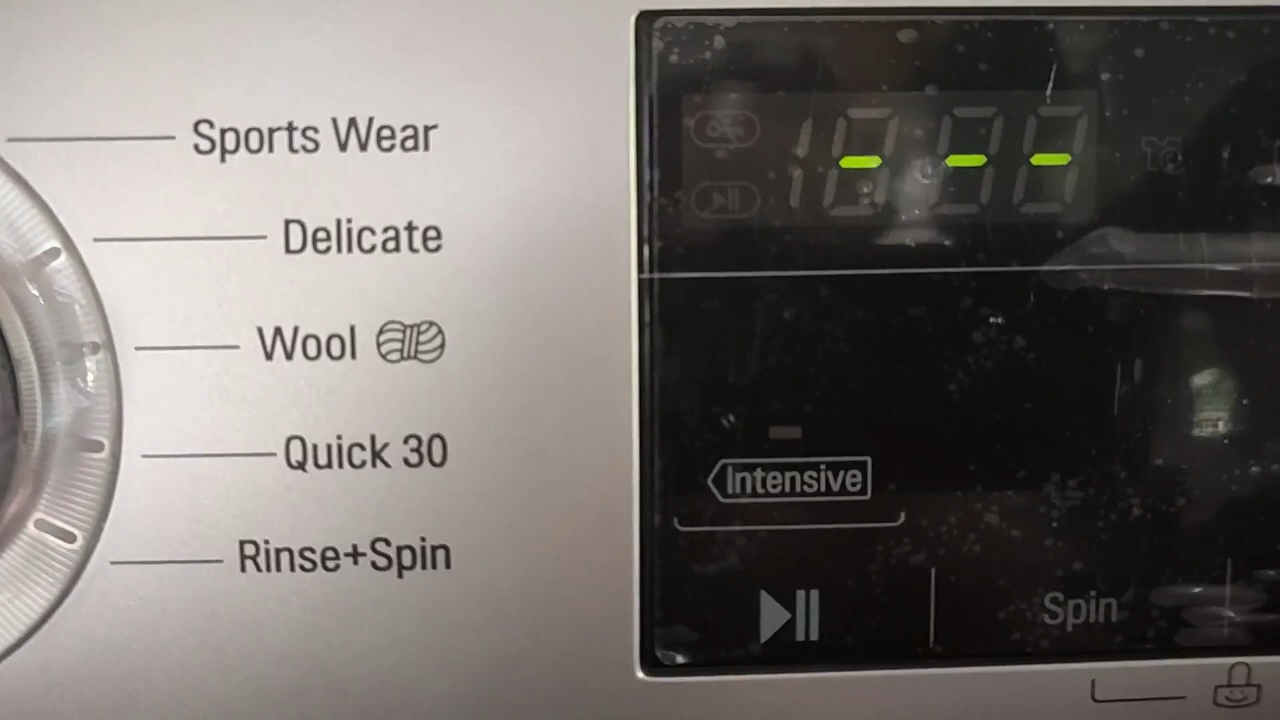 Sports Wear
Delicate
Wool
Quick 30
Rinse+Spin
- - -
Intensive
Spin